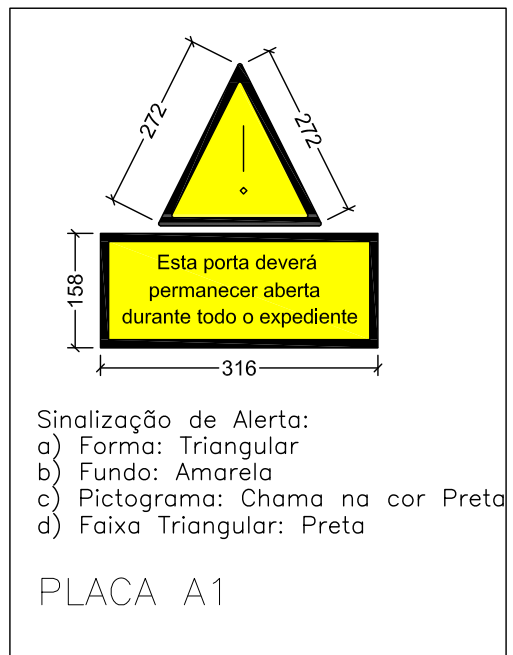 272
272
Esta porta deverá
permanecer aberta
durante todo o expediente
158
316
Sinalização de Alerta:
a) Forma: Triangular
b) Fundo: Amarela
c) Pictograma: Chama na cor Preta
d) Faixa Triangular: Preta
PLACA A1